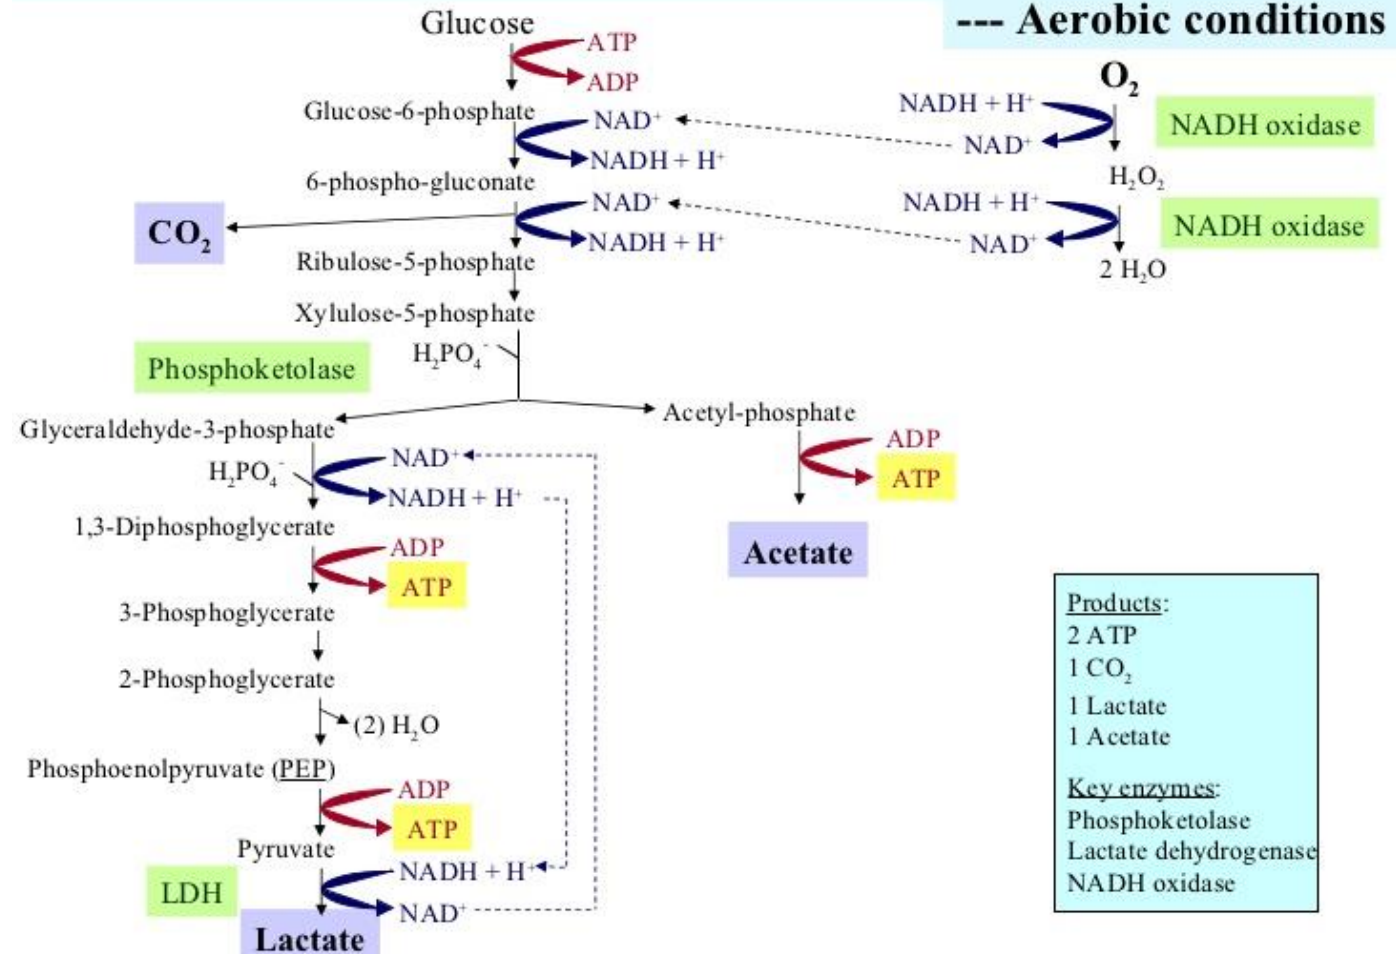 --- Aerobic conditions
Glucose
ATP
ADP
Glucose-6-phosphate
NAD⁺
NADH + H⁺
6-phospho-gluconate
CO₂
NAD⁺
NADH + H⁺
Ribulose-5-phosphate
Xylulose-5-phosphate
H₂PO₄⁻
Phosphoketolase
O₂
NADH + H⁺
NAD⁺
NADH oxidase
H₂O₂
NADH + H⁺
NAD⁺
NADH oxidase
2 H₂O
Glyceraldehyde-3-phosphate
H₂PO₄⁻
NAD⁺
NADH + H⁺
1,3-Diphosphoglycerate
ADP
ATP
3-Phosphoglycerate
2-Phosphoglycerate
(2) H₂O
Phosphoenolpyruvate (PEP)
ADP
ATP
Pyruvate
LDH
NADH + H⁺
NAD⁺
Lactate
Acetyl-phosphate
ADP
ATP
Acetate
Products:
2 ATP
1 CO₂
1 Lactate
1 Acetate
Key enzymes:
Phosphoketolase
Lactate dehydrogenase
NADH oxidase